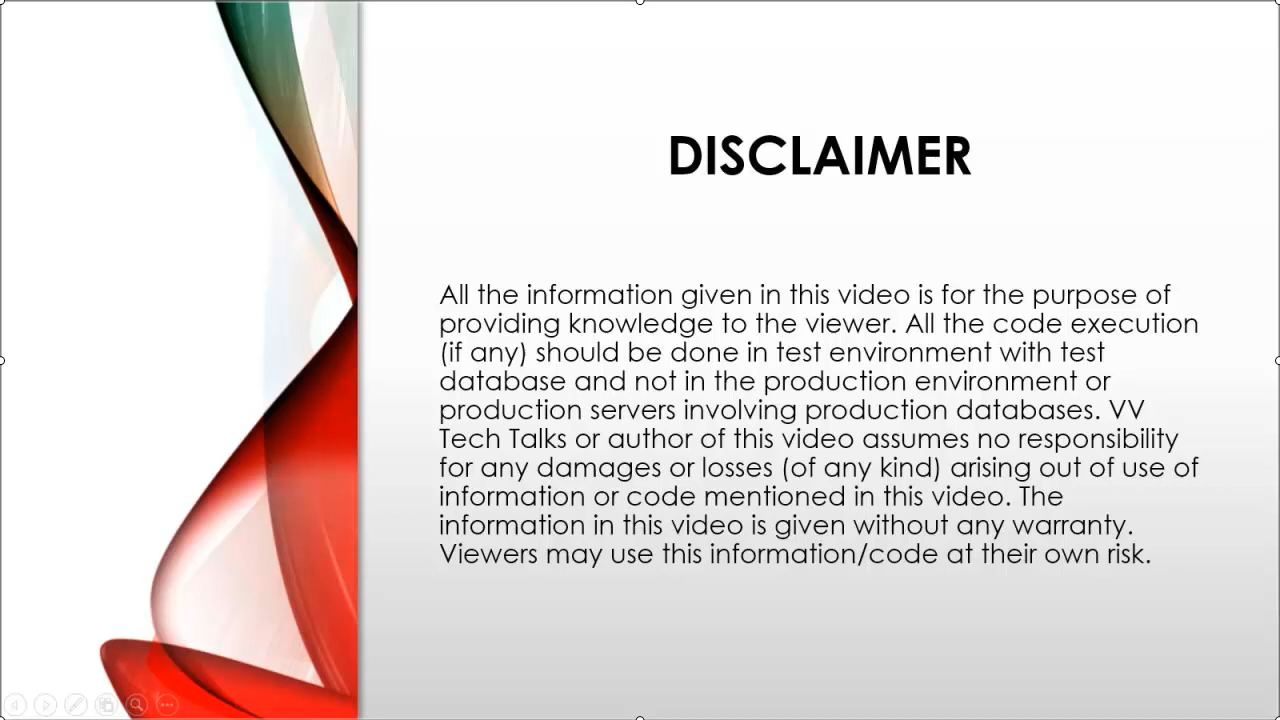 DISCLAIMER
All the information given in this video is for the purpose of
providing knowledge to the viewer. All the code execution
(if any) should be done in test environment with test
database and not in the production environment or
production servers involving production databases. VV
Tech Talks or author of this video assumes no responsibility
for any damages or losses (of any kind) arising out of use of
information or code mentioned in this video. The
information in this video is given without any warranty.
Viewers may use this information/code at their own risk.